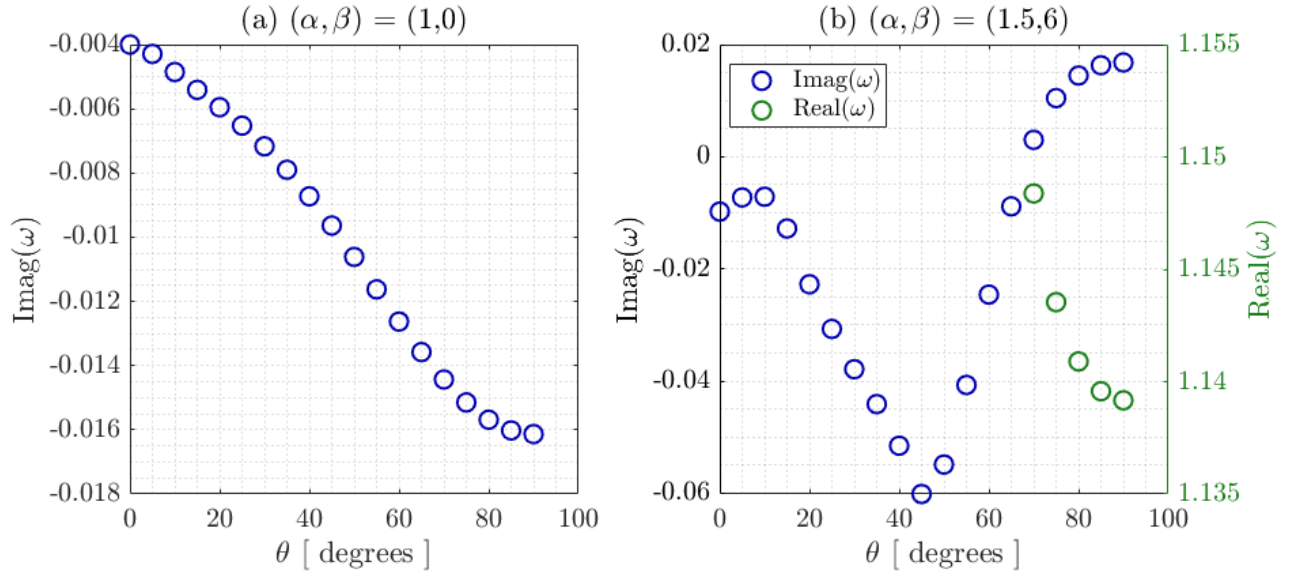 (a) (α, β) = (1,0)
-0.004
-0.006
-0.008
-0.01
-0.012
-0.014
-0.016
-0.018
Imag(ω)
0 20 40 60 80 100
θ [ degrees ]
(b) (α, β) = (1.5,6)
0.02
0
-0.02
-0.04
-0.06
Imag(ω)
Imag(ω)
Real(ω)
0 20 40 60 80 100
θ [ degrees ]
1.155
1.15
1.145
1.14
1.135
Real(ω)